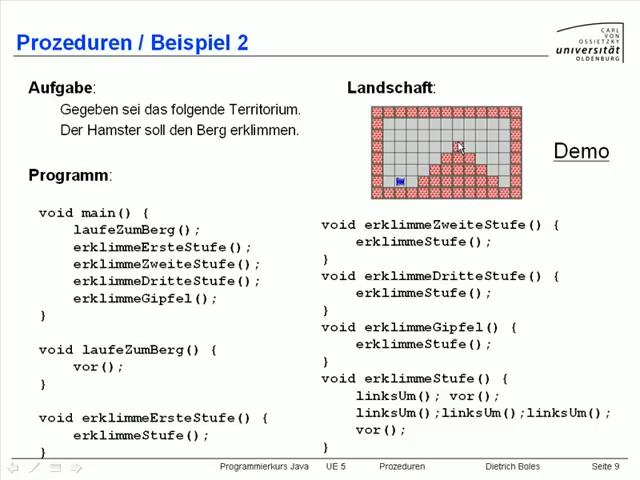 Prozeduren / Beispiel 2
CARL
VON
OSSIETZKY
universität
OLDENBURG
Aufgabe:
Gegeben sei das folgende Territorium.
Der Hamster soll den Berg erklimmen.
Programm:
void main() {
laufeZumBerg();
erklimmeErsteStufe();
erklimmeZweiteStufe();
erklimmeDritteStufe();
erklimmeGipfel();
}
void laufeZumBerg() {
vor();
}
void erklimmeErsteStufe() {
erklimmeStufe();
}
Landschaft:
Demo
void erklimmeZweiteStufe() {
erklimmeStufe();
}
void erklimmeDritteStufe() {
erklimmeStufe();
}
void erklimmeGipfel() {
erklimmeStufe();
}
void erklimmeStufe() {
linksUm(); vor();
linksUm();linksUm();linksUm();
vor();
}
Programmierkurs Java UE 5 Prozeduren Dietrich Boles Seite 9